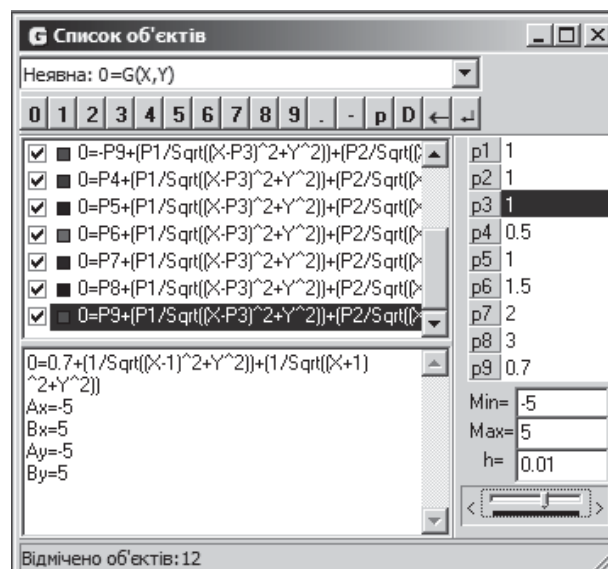 G Список об'єктів
Неявна: 0=G(X,Y)
0 1 2 3 4 5 6 7 8 9 . - p D ← ↵
0=-P9+(P1/Sqrt((X-P3)^2+Y^2))+(P2/Sqrt((
0=P4+(P1/Sqrt((X-P3)^2+Y^2))+(P2/Sqrt((X
0=P5+(P1/Sqrt((X-P3)^2+Y^2))+(P2/Sqrt((X
0=P6+(P1/Sqrt((X-P3)^2+Y^2))+(P2/Sqrt((X
0=P7+(P1/Sqrt((X-P3)^2+Y^2))+(P2/Sqrt((X
0=P8+(P1/Sqrt((X-P3)^2+Y^2))+(P2/Sqrt((X
0=P9+(P1/Sqrt((X-P3)^2+Y^2))+(P2/Sqrt((X
p1 1
p2 1
p3 1
p4 0.5
p5 1
p6 1.5
p7 2
p8 3
p9 0.7
0=0.7+(1/Sqrt((X-1)^2+Y^2))+(1/Sqrt((X+1)
^2+Y^2))
Ax=-5
Bx=5
Ay=-5
By=5
Min= -5
Max= 5
h= 0.01
< >
Відмічено об'єктів:12